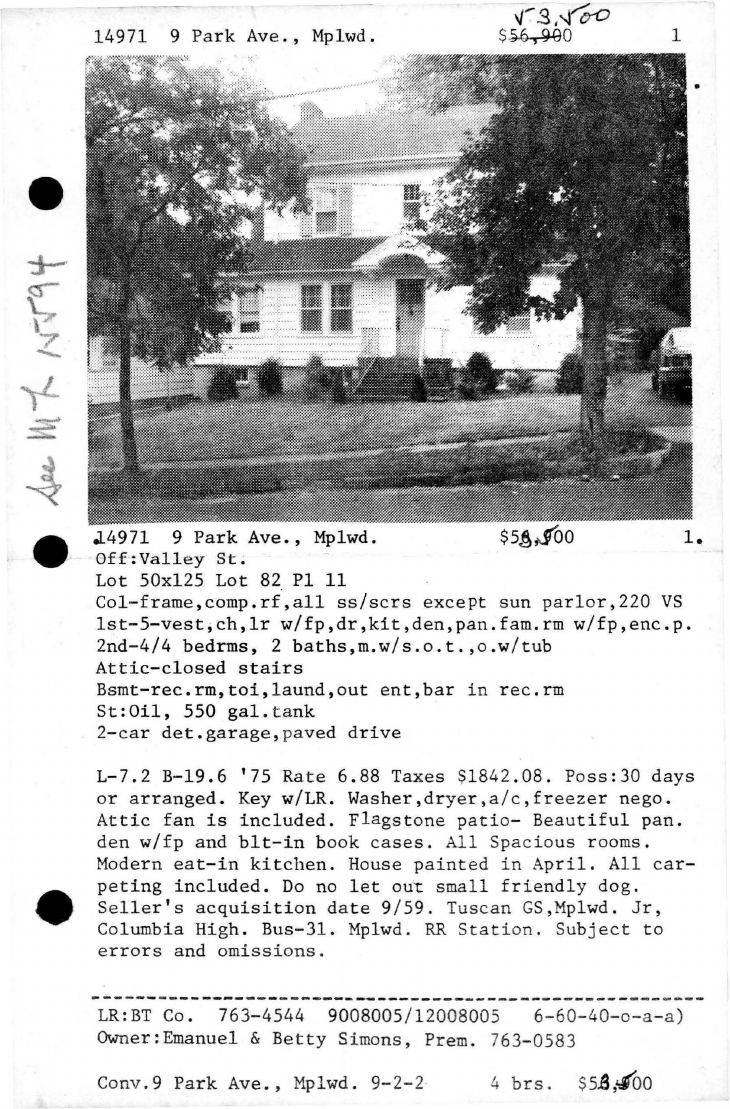 53,500
14971 9 Park Ave., Mplwd. $56,900 1
See ML 15594
14971 9 Park Ave., Mplwd. 1.
Off:Valley St.
Lot 50x125 Lot 82 Pl 11
Col-frame,comp.rf,all ss/scrs except sun parlor,220 VS
1st-5-vest,ch,lr w/fp,dr,kit,den,pan.fam.rm w/fp,enc.p.
2nd-4/4 bedrms, 2 baths,m.w/s.o.t.,o.w/tub
Attic-closed stairs
Bsmt-rec.rm,toi,laund,out ent,bar in rec.rm
St:Oil, 550 gal.tank
2-car det.garage,paved drive
L-7.2 B-19.6 '75 Rate 6.88 Taxes $1842.08. Poss:30 days
or arranged. Key w/LR. Washer,dryer,a/c,freezer nego.
Attic fan is included. Flagstone patio- Beautiful pan.
den w/fp and blt-in book cases. All Spacious rooms.
Modern eat-in kitchen. House painted in April. All car-
peting included. Do no let out small friendly dog.
Seller's acquisition date 9/59. Tuscan GS,Mplwd. Jr,
Columbia High. Bus-31. Mplwd. RR Station. Subject to
errors and omissions.
LR:BT Co. 763-4544 9008005/12008005 6-60-40-o-a-a)
Owner:Emanuel & Betty Simons, Prem. 763-0583
Conv.9 Park Ave., Mplwd. 9-2-2 4 brs.